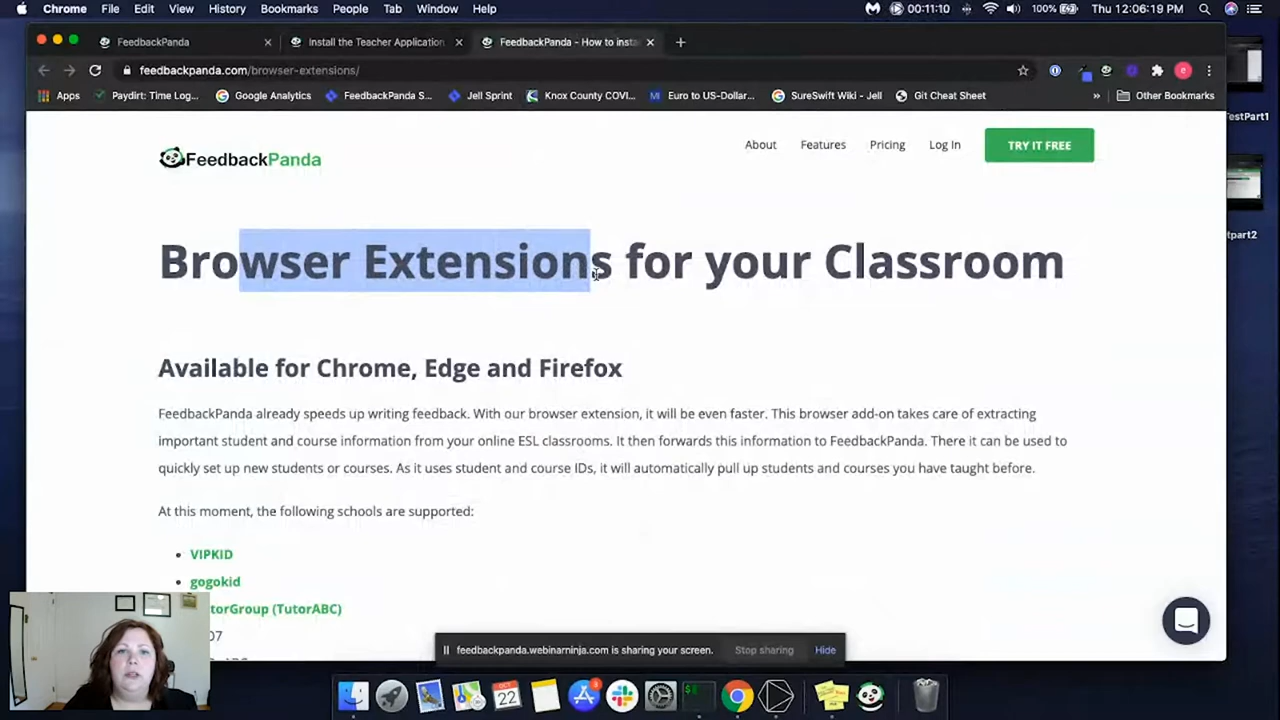 Chrome File Edit View History Bookmarks People Tab Window Help 00:11:10 100% Thu 12:06:19 PM
FeedbackPanda Install the Teacher Application FeedbackPanda - How to insta
feedbackpanda.com/browser-extensions/
Apps Paydirt: Time Log... Google Analytics FeedbackPanda S... Jell Sprint Knox County COVI... Euro to US-Dollar... SureSwift Wiki - Jell Git Cheat Sheet » Other Bookmarks
TestPart1
FeedbackPanda About Features Pricing Log In TRY IT FREE
tpart2
Browser Extensions for your Classroom
Available for Chrome, Edge and Firefox
FeedbackPanda already speeds up writing feedback. With our browser extension, it will be even faster. This browser add-on takes care of extracting
important student and course information from your online ESL classrooms. It then forwards this information to FeedbackPanda. There it can be used to
quickly set up new students or courses. As it uses student and course IDs, it will automatically pull up students and courses you have taught before.
At this moment, the following schools are supported:
VIPKID
gogokid
torGroup (TutorABC)
07
feedbackpanda.webinarninja.com is sharing your screen. Stop sharing Hide
OCT
22
3